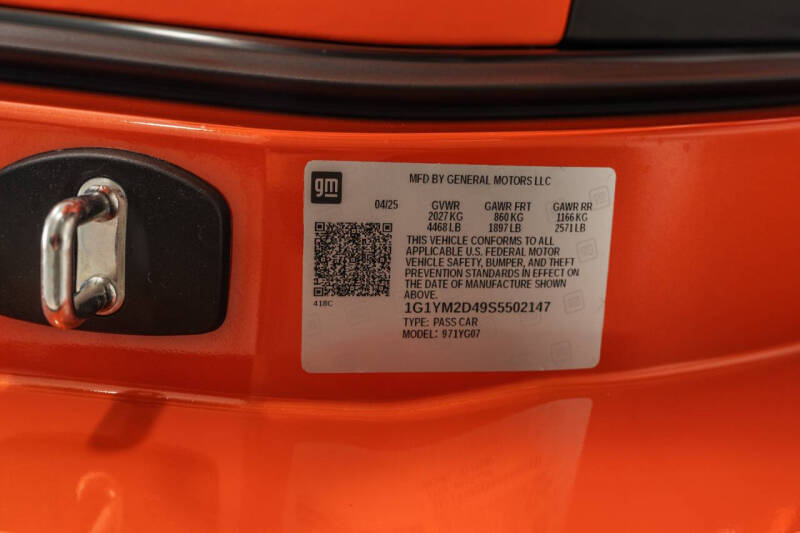 gm
MFD BY GENERAL MOTORS LLC
04/25 GVWR GAWR FRT GAWR RR
2027 KG 860 KG 1166 KG
4468 LB 1897 LB 2571 LB
THIS VEHICLE CONFORMS TO ALL
APPLICABLE U.S. FEDERAL MOTOR
VEHICLE SAFETY, BUMPER, AND THEFT
PREVENTION STANDARDS IN EFFECT ON
THE DATE OF MANUFACTURE SHOWN
ABOVE.
418C
1G1YM2D49S5502147
TYPE: PASS CAR
MODEL: 971YG07